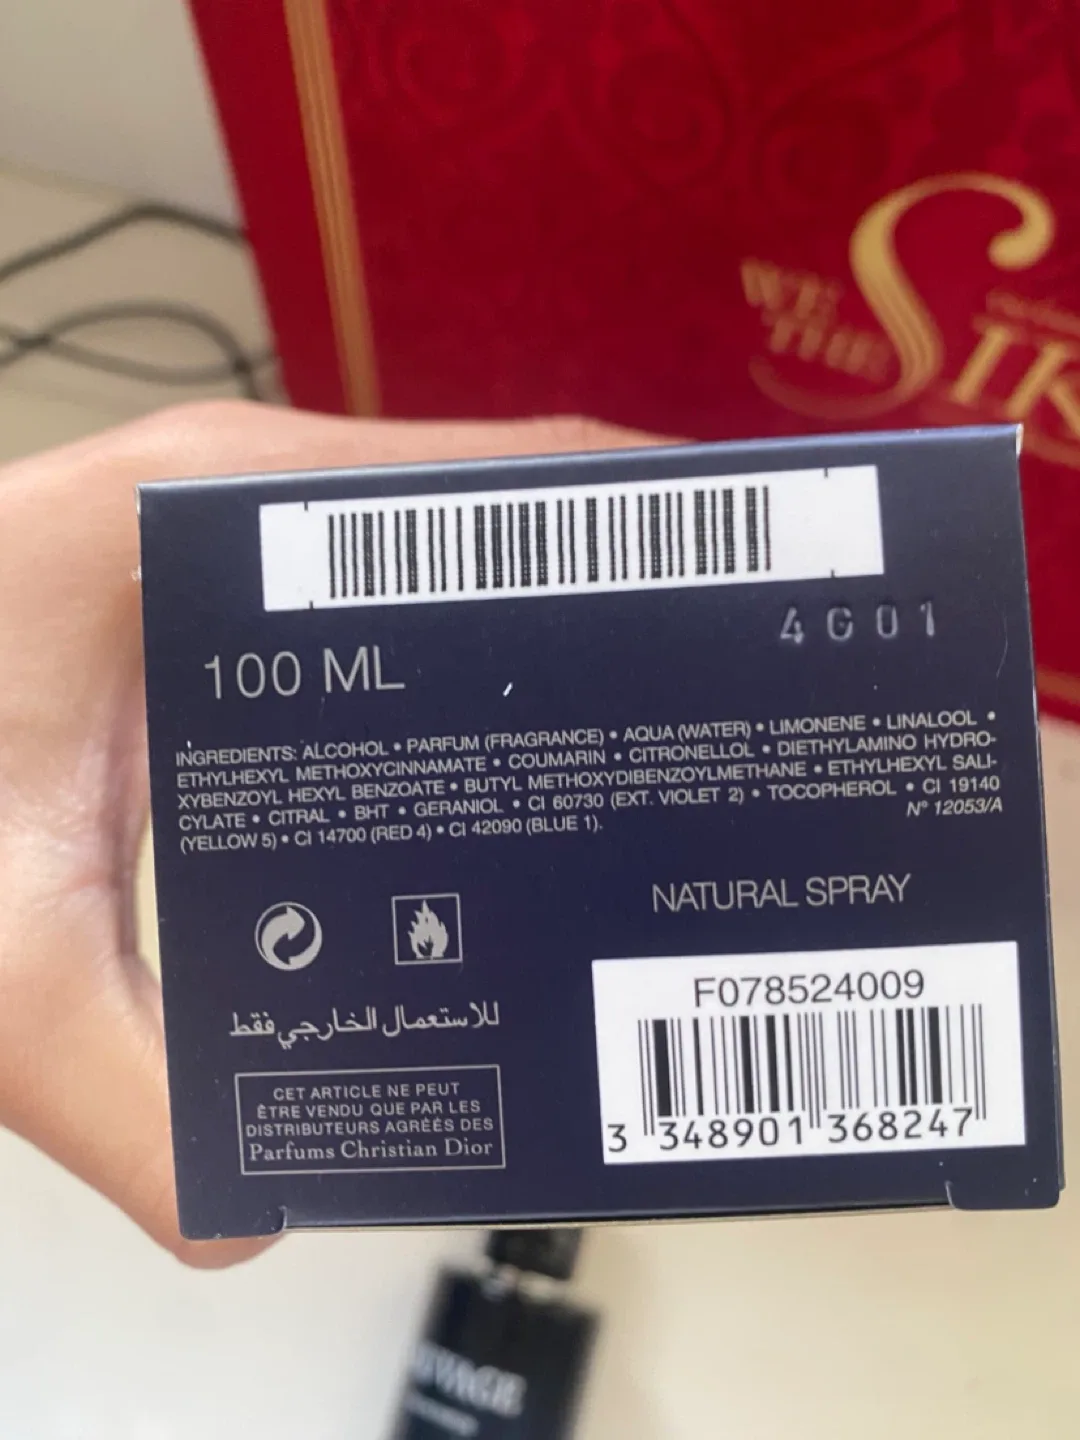 WE
THE
4G01
100 ML
INGREDIENTS: ALCOHOL • PARFUM (FRAGRANCE) • AQUA (WATER) • LIMONENE • LINALOOL •
ETHYLHEXYL METHOXYCINNAMATE • COUMARIN • CITRONELLOL • DIETHYLAMINO HYDRO-
XYBENZOYL HEXYL BENZOATE • BUTYL METHOXYDIBENZOYLMETHANE • ETHYLHEXYL SALI-
CYLATE • CITRAL • BHT • GERANIOL • CI 60730 (EXT. VIOLET 2) • TOCOPHEROL • CI 19140
(YELLOW 5) • CI 14700 (RED 4) • CI 42090 (BLUE 1).
N° 12053/A
NATURAL SPRAY
للاستعمال الخارجي فقط
CET ARTICLE NE PEUT
ÊTRE VENDU QUE PAR LES
DISTRIBUTEURS AGRÉÉS DES
Parfums Christian Dior
F078524009
3 348901 368247